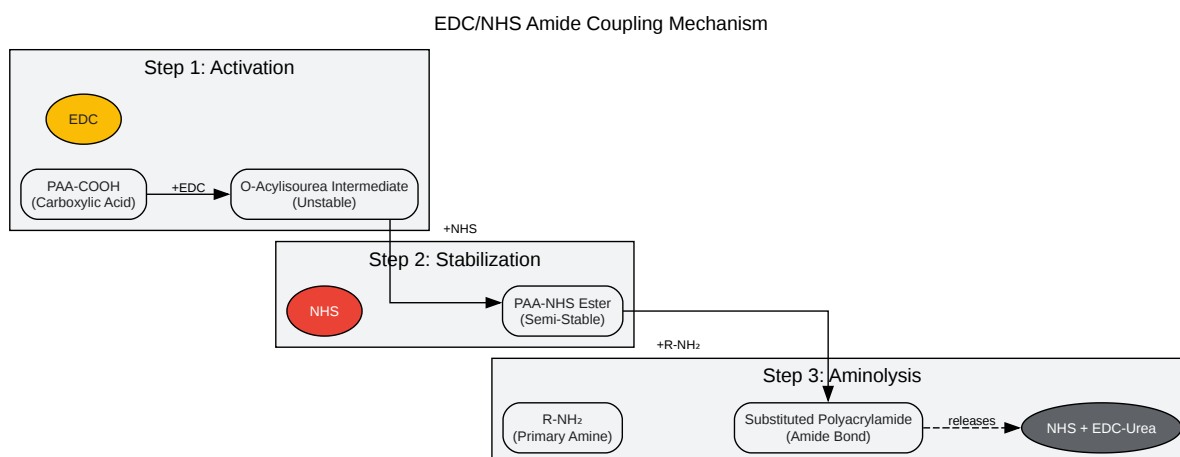 EDC/NHS Amide Coupling Mechanism
Step 1: Activation
EDC
PAA-COOH
(Carboxylic Acid)
+EDC
O-Acylisourea Intermediate
(Unstable)
+NHS
Step 2: Stabilization
NHS
PAA-NHS Ester
(Semi-Stable)
+R-NH₂
Step 3: Aminolysis
R-NH₂
(Primary Amine)
Substituted Polyacrylamide
(Amide Bond)
releases
NHS + EDC-Urea